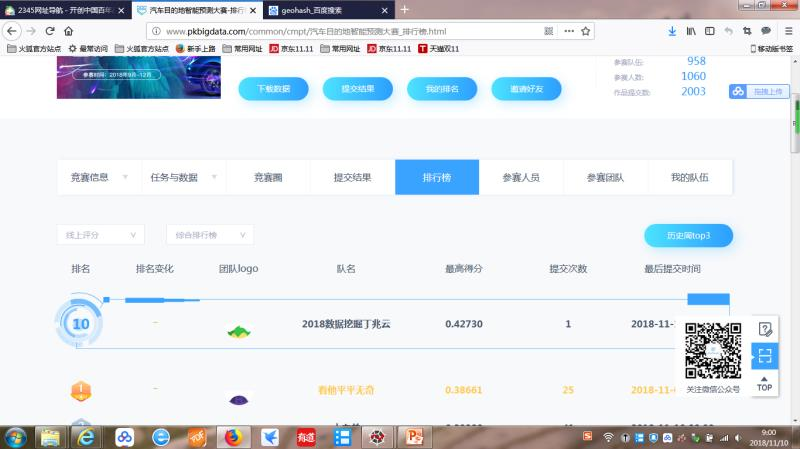 2345网址导航 - 开创中国百年
汽车目的地智能预测大赛-排行
geohash_百度搜索
www.pkbigdata.com/common/cmpt/汽车目的地智能预测大赛_排行榜.html
火狐官方站点 最常访问 火狐官方站点 新手上路 常用网址 京东11.11 常用网址 京东11.11 天猫双11 移动版书签
参赛时间：2018年9月-12月
参赛队伍: 958
参赛人数: 1060
作品提交数: 2003
下载数据 提交结果 我的排名 邀请好友
拖拽上传
竞赛信息 任务与数据 竞赛圈 提交结果 排行榜 参赛人员 参赛团队 我的队伍
线上评分 综合排行榜 历史周top3
排名 排名变化 团队logo 队名 最高得分 提交次数 最后提交时间
10 - 2018数据挖掘丁兆云 0.42730 1 2018-11-
1 - 看他平平无奇 0.38661 25 2018-11-
关注微信公众号
TOP
有道
9:00
2018/11/10